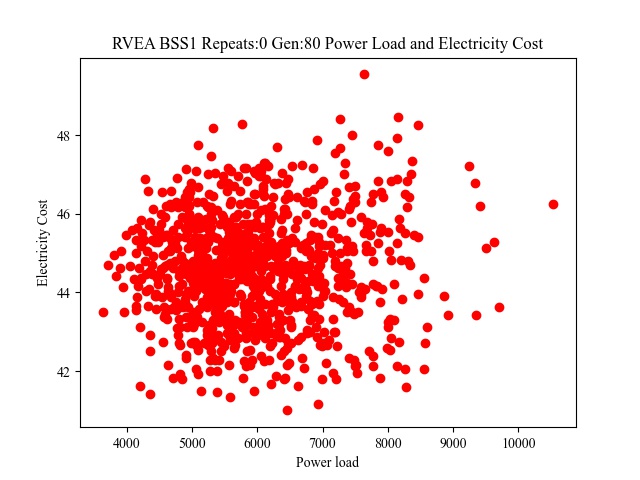 RVEA BSS1 Repeats:0 Gen:80 Power Load and Electricity Cost
48
46
44
42
Electricity Cost
4000 5000 6000 7000 8000 9000 10000
Power load